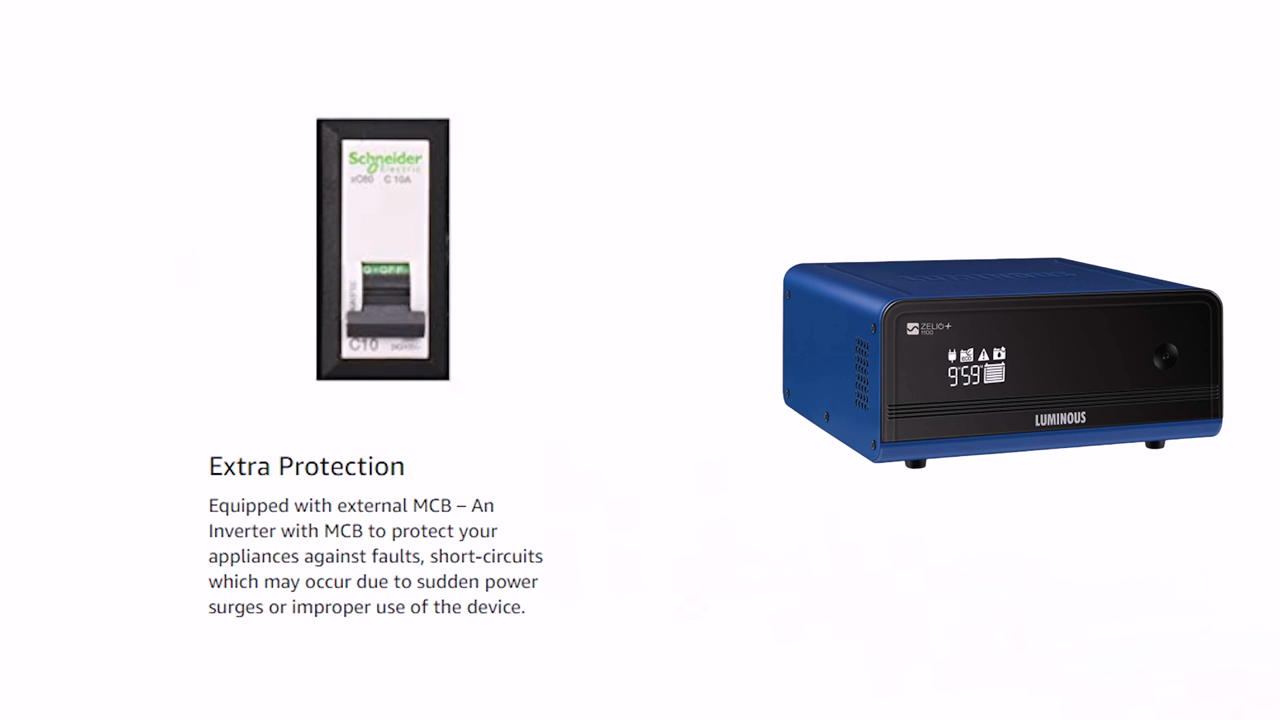 Schneider
Electric
C 10A
O-OFF
C10
Extra Protection
Equipped with external MCB – An
Inverter with MCB to protect your
appliances against faults, short-circuits
which may occur due to sudden power
surges or improper use of the device.
LUMINOUS
ZELIO+
1100
9:59
LUMINOUS